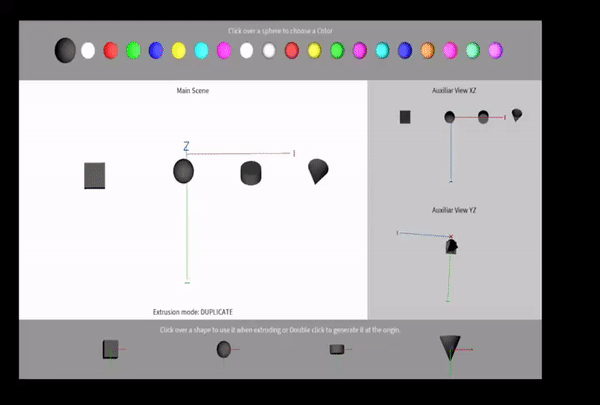 Click over a sphere to choose a Color
Main Scene
Auxiliar View XZ
Z
Auxiliar View YZ
Extrusion mode: DUPLICATE
Click over a shape to use it when extruding or Double click to generate it at the origin.